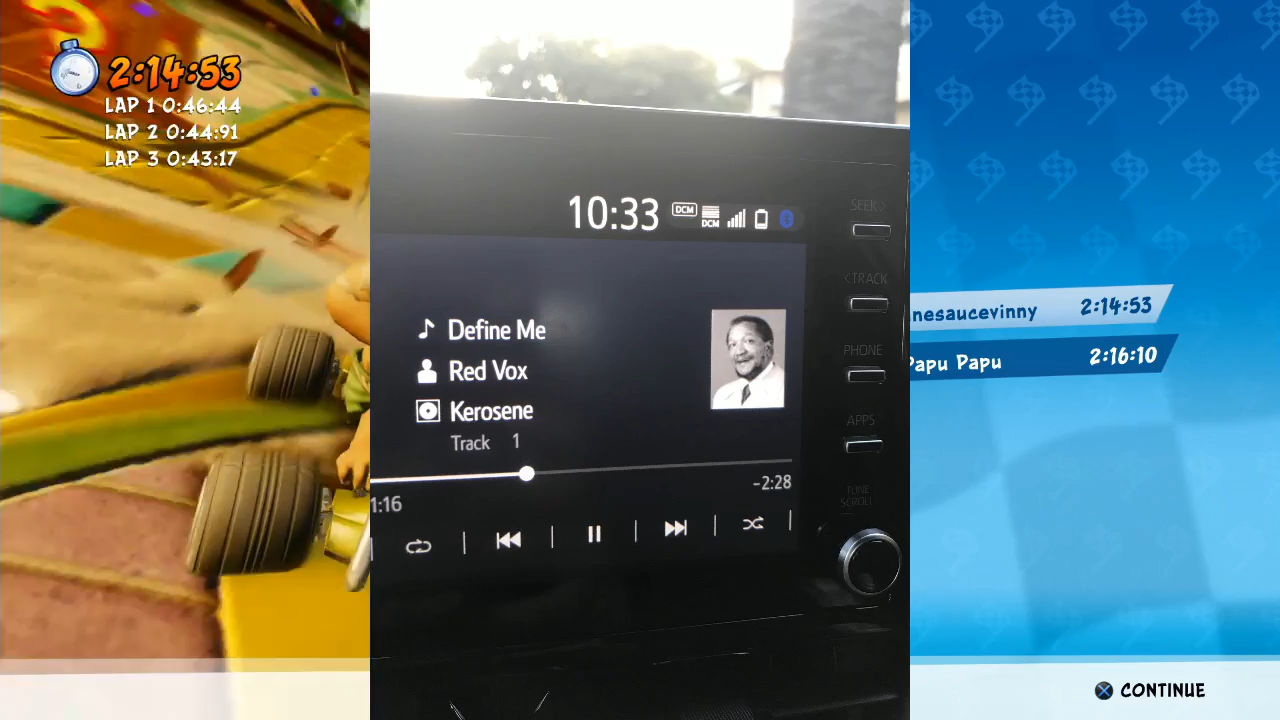 2:14:53
LAP 1 0:46:44
LAP 2 0:44:91
LAP 3 0:43:17
10:33
DCM
DCM
Define Me
Red Vox
Kerosene
Track 1
1:16
-2:28
SEEK>
<TRACK
PHONE
APPS
TUNE
SCROLL
nesaucevinny 2:14:53
Papu Papu 2:16:10
CONTINUE